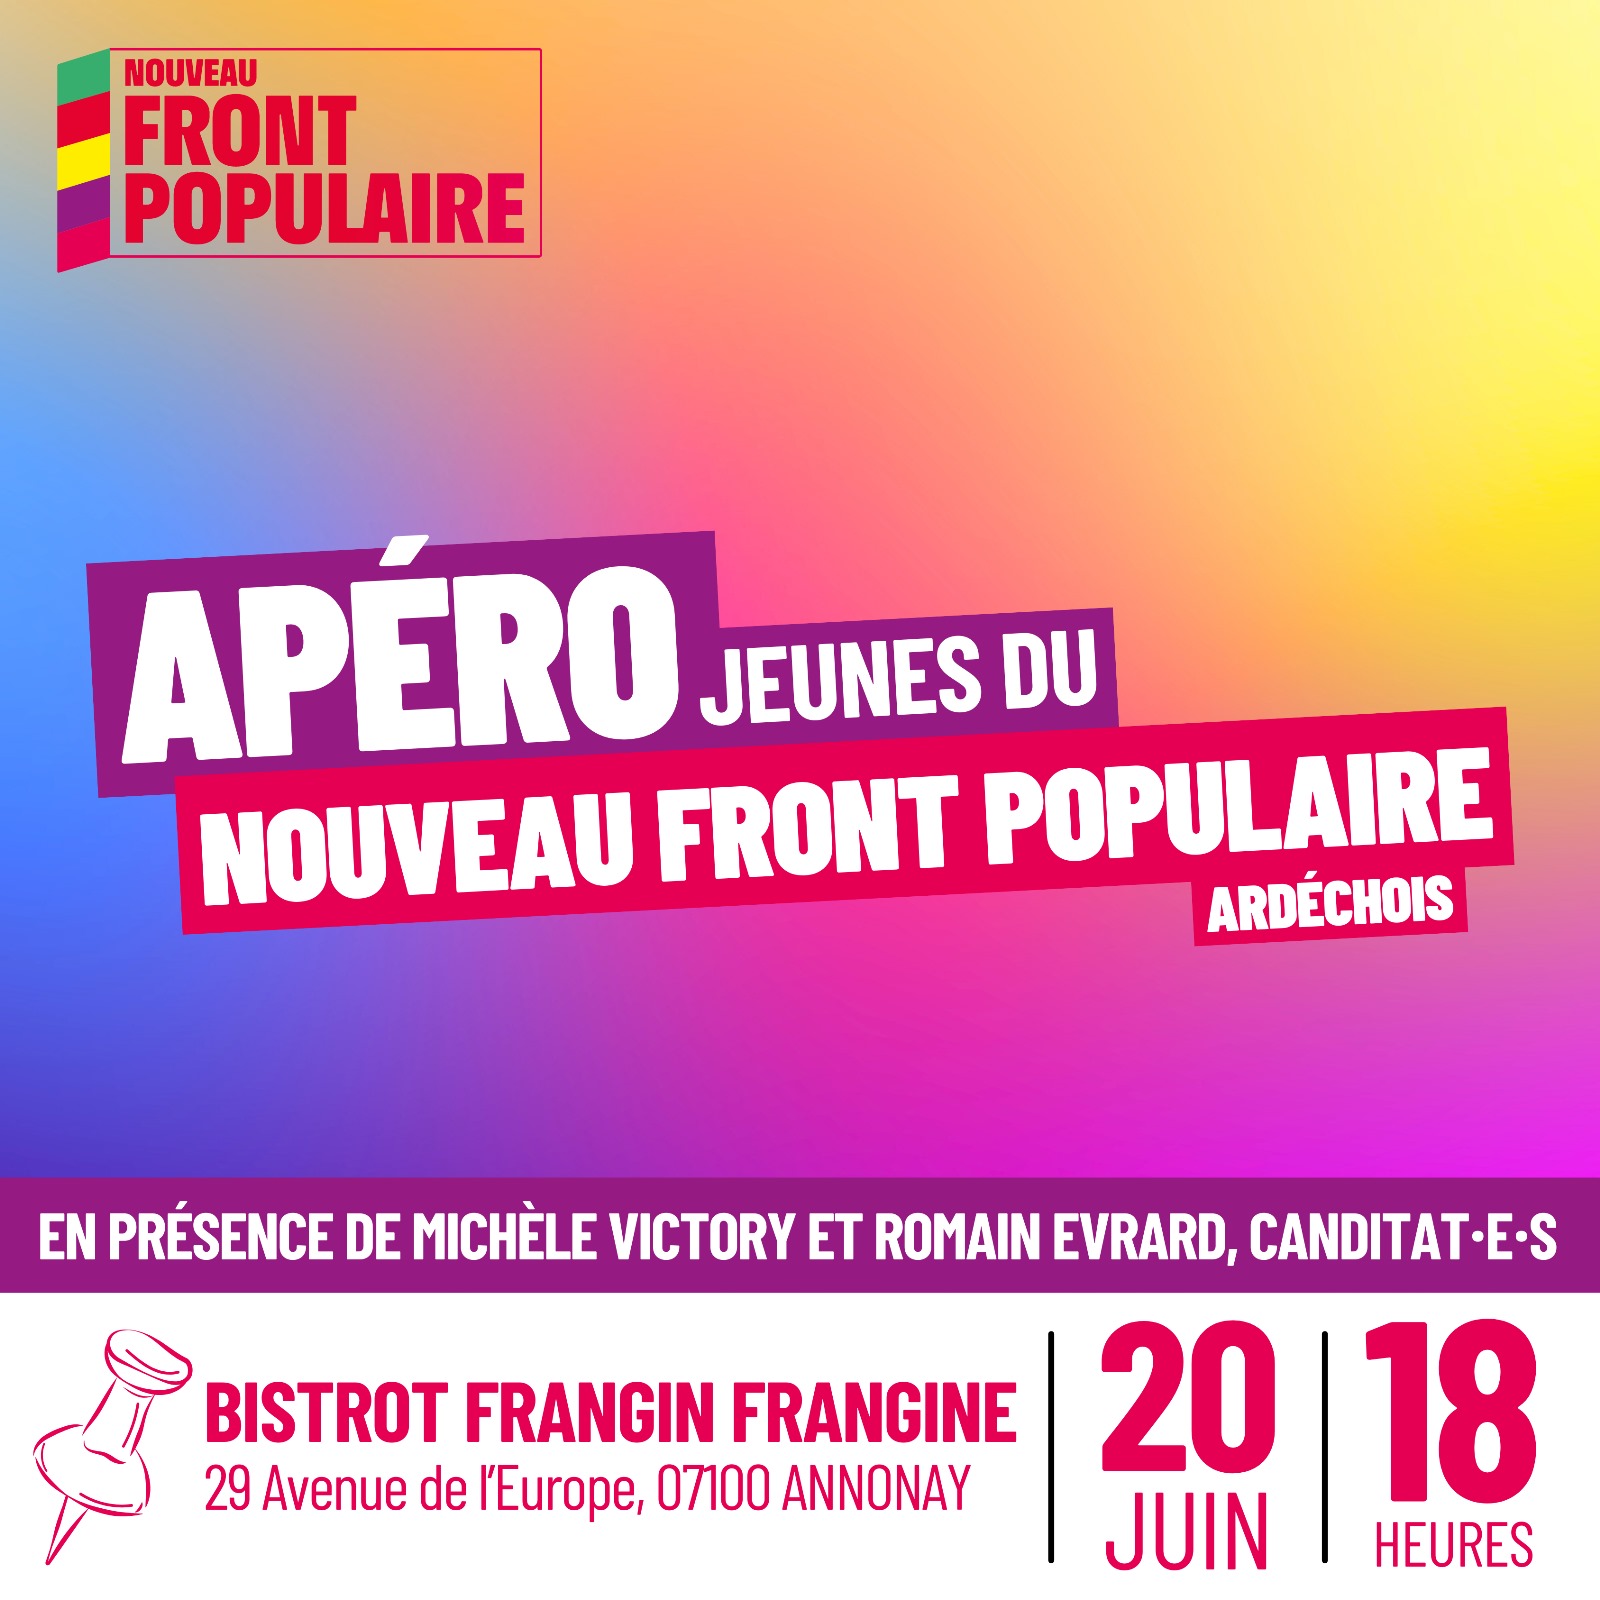 NOUVEAU
FRONT
POPULAIRE
APÉRO JEUNES DU
NOUVEAU FRONT POPULAIRE
ARDÉCHOIS
EN PRÉSENCE DE MICHÈLE VICTORY ET ROMAIN EVRARD, CANDITAT·E·S
BISTROT FRANGIN FRANGINE
29 Avenue de l'Europe, 07100 ANNONAY
20
JUIN
18
HEURES